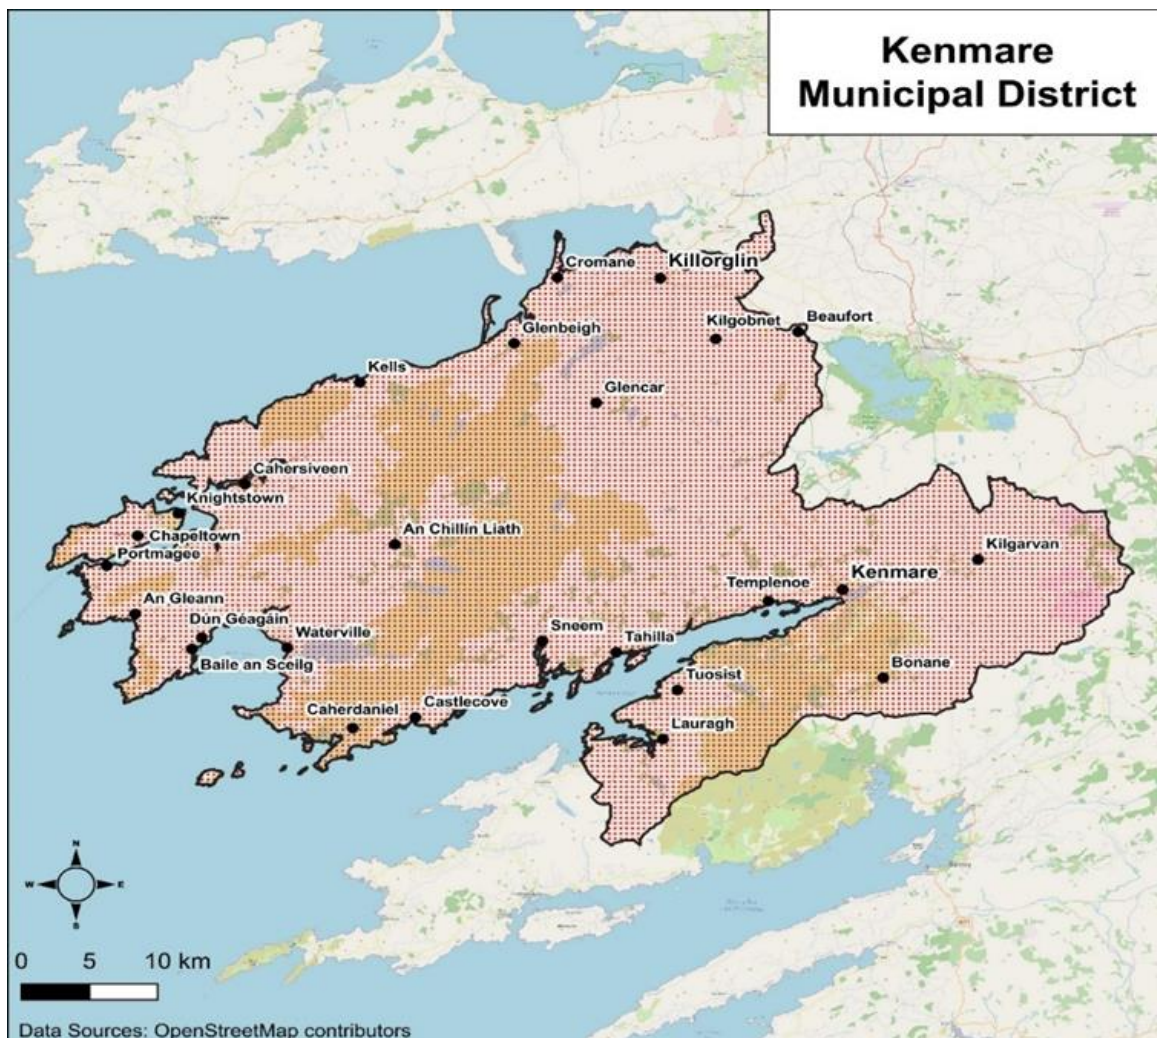 Kenmare
Municipal District
Cromane
Killorglin
Glenbeigh
Kilgobnet
Beaufort
Kells
Glencar
Cahersiveen
Knightstown
Chapeltown
An Chillín Liath
Portmagee
Kilgarvan
Templenoe
Kenmare
An Gleann
Dún Géagáin
Waterville
Sneem
Tahilla
Baile an Sceilg
Bonane
Tuosist
Caherdaniel
Castlecove
Lauragh
N
W
E
S
0 5 10 km
Data Sources: OpenStreetMap contributors